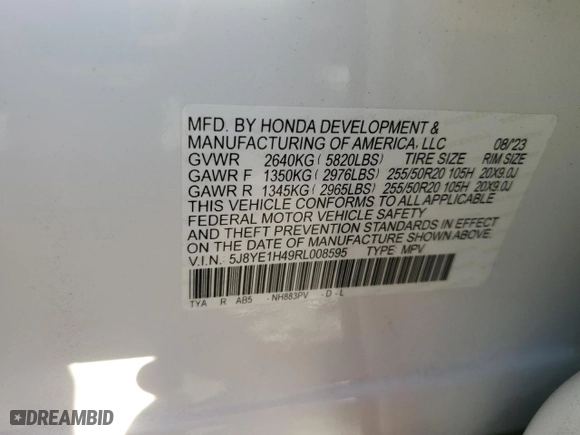 MFD. BY HONDA DEVELOPMENT &
MANUFACTURING OF AMERICA, LLC 08/'23
GVWR 2640KG ( 5820LBS) TIRE SIZE RIM SIZE
GAWR F 1350KG ( 2976LBS) 255/50R20 105H 20X9.0J
GAWR R 1345KG ( 2965LBS) 255/50R20 105H 20X9.0J
THIS VEHICLE CONFORMS TO ALL APPLICABLE
FEDERAL MOTOR VEHICLE SAFETY
AND THEFT PREVENTION STANDARDS IN EFFECT
ON THE DATE OF MANUFACTURE SHOWN ABOVE.
V.I.N. 5J8YE1H49RL008595 TYPE MPV
TYA R AB5 - NH883PV - D - L
DREAMBID